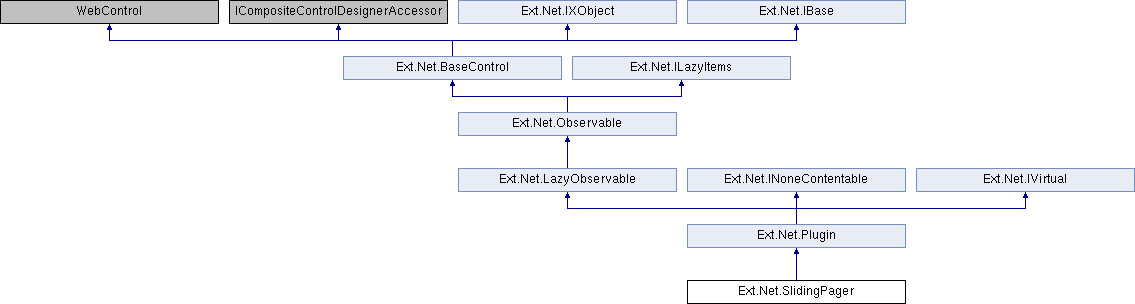 WebControl
ICompositeControlDesignerAccessor
Ext.Net.IXObject
Ext.Net.IBase
Ext.Net.BaseControl
Ext.Net.ILazyItems
Ext.Net.Observable
Ext.Net.LazyObservable
Ext.Net.INoneContentable
Ext.Net.IVirtual
Ext.Net.Plugin
Ext.Net.SlidingPager